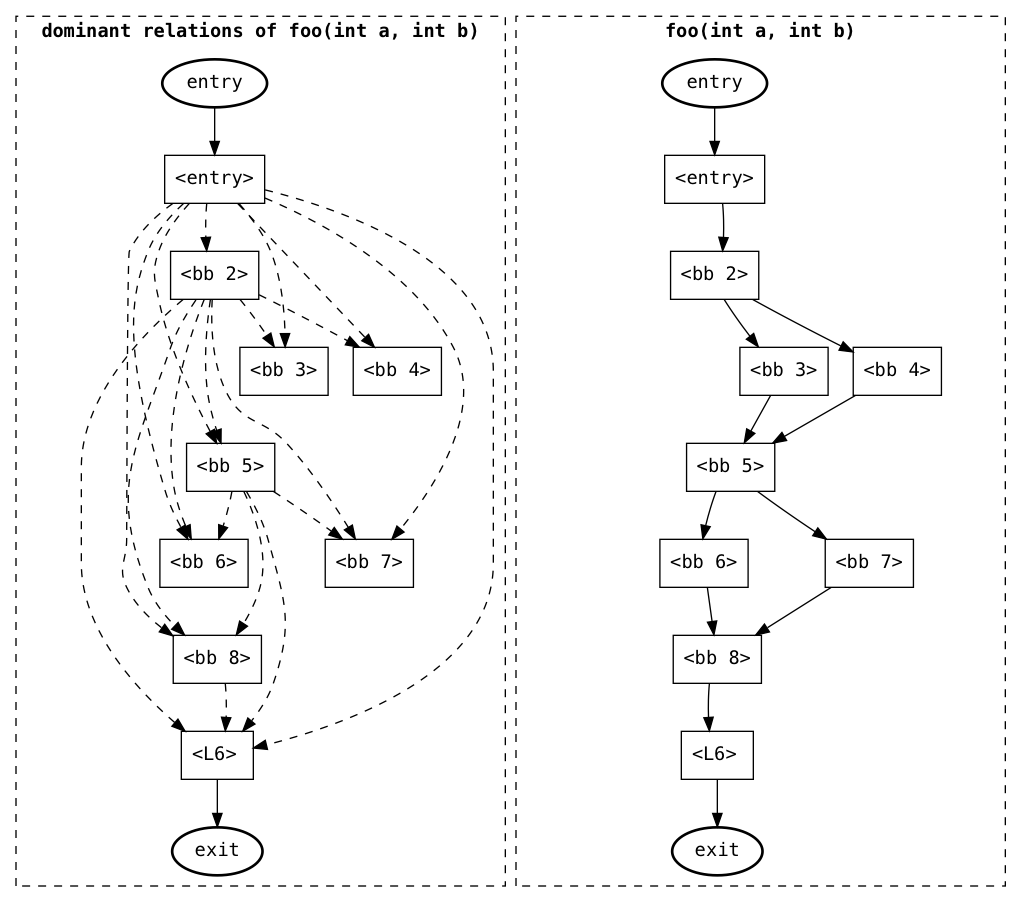 dominant relations of foo(int a, int b)
entry
<entry>
<bb 2>
<bb 3>
<bb 4>
<bb 5>
<bb 6>
<bb 7>
<bb 8>
<L6>
exit
foo(int a, int b)
entry
<entry>
<bb 2>
<bb 3>
<bb 4>
<bb 5>
<bb 6>
<bb 7>
<bb 8>
<L6>
exit